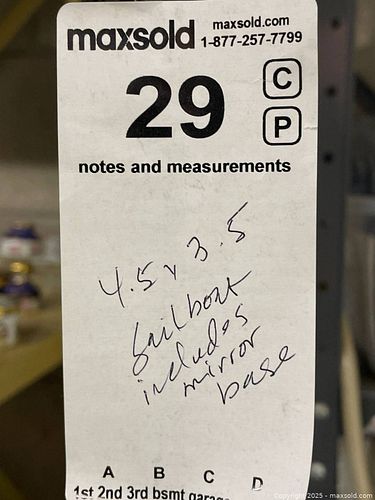 maxsold maxsold.com
1-877-257-7799
29 C
P
notes and measurements
4.5 x 3.5
sailboat
includes
mirror
base
A B C D
1st 2nd 3rd bsmt garage
Copyright 2025 - maxsold.com